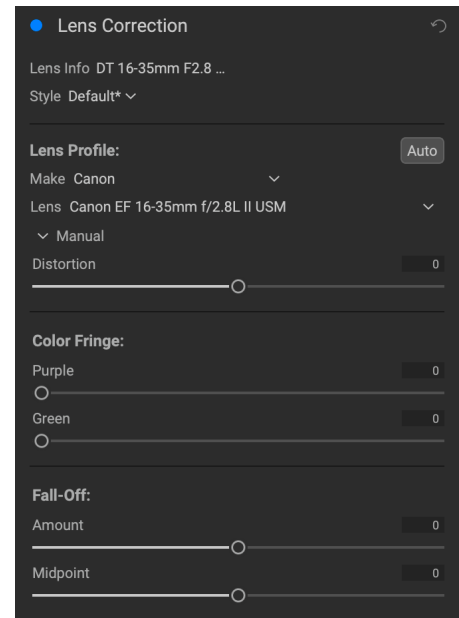 Lens Correction
Lens Info DT 16-35mm F2.8 ...
Style Default*
Lens Profile: Auto
Make Canon
Lens Canon EF 16-35mm f/2.8L II USM
Manual
Distortion 0
Color Fringe:
Purple 0
Green 0
Fall-Off:
Amount 0
Midpoint 0